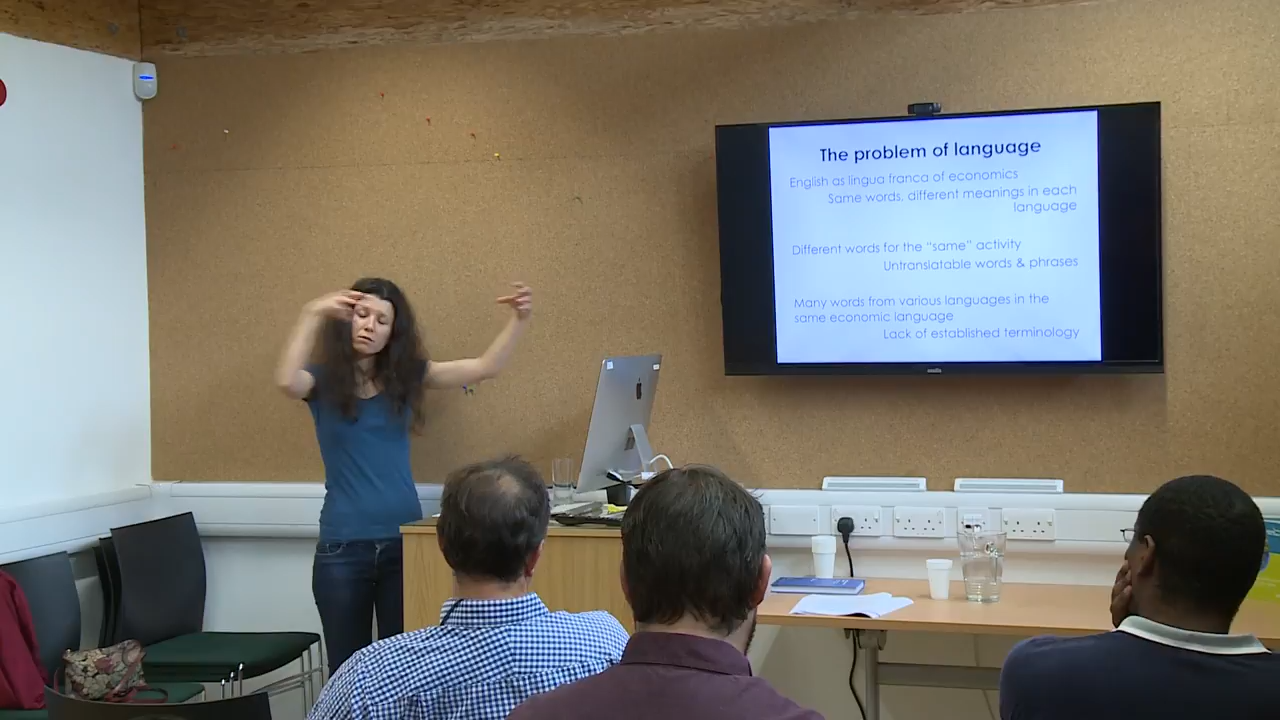 The problem of language
English as lingua franca of economics
Same words, different meanings in each
language
Different words for the "same" activity
Untranslatable words & phrases
Many words from various languages in the
same economic language
Lack of established terminology